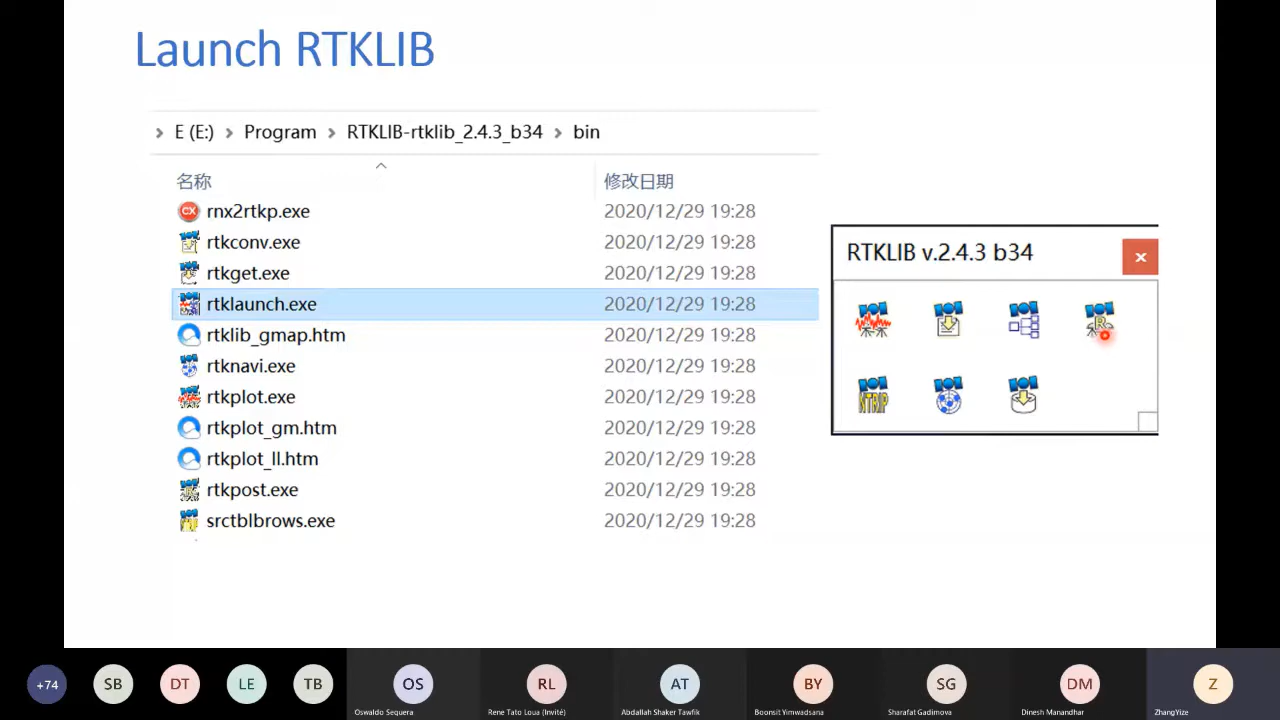 Launch RTKLIB
E (E:) Program RTKLIB-rtklib_2.4.3_b34 bin
名称 修改日期
rnx2rtkp.exe 2020/12/29 19:28
rtkconv.exe 2020/12/29 19:28
rtkget.exe 2020/12/29 19:28
rtklaunch.exe 2020/12/29 19:28
rtklib_gmap.htm 2020/12/29 19:28
rtknavi.exe 2020/12/29 19:28
rtkplot.exe 2020/12/29 19:28
rtkplot_gm.htm 2020/12/29 19:28
rtkplot_ll.htm 2020/12/29 19:28
rtkpost.exe 2020/12/29 19:28
srctblbrows.exe 2020/12/29 19:28
RTKLIB v.2.4.3 b34
R
NTRIP
+74 SB DT LE TB OS RL AT BY SG DM Z
Oswaldo Sequera Rene Tato Loua (Invité) Abdallah Shaker Tawfik Boonsit Yimwadsana Sharafat Gadimova Dinesh Manandhar ZhangYize